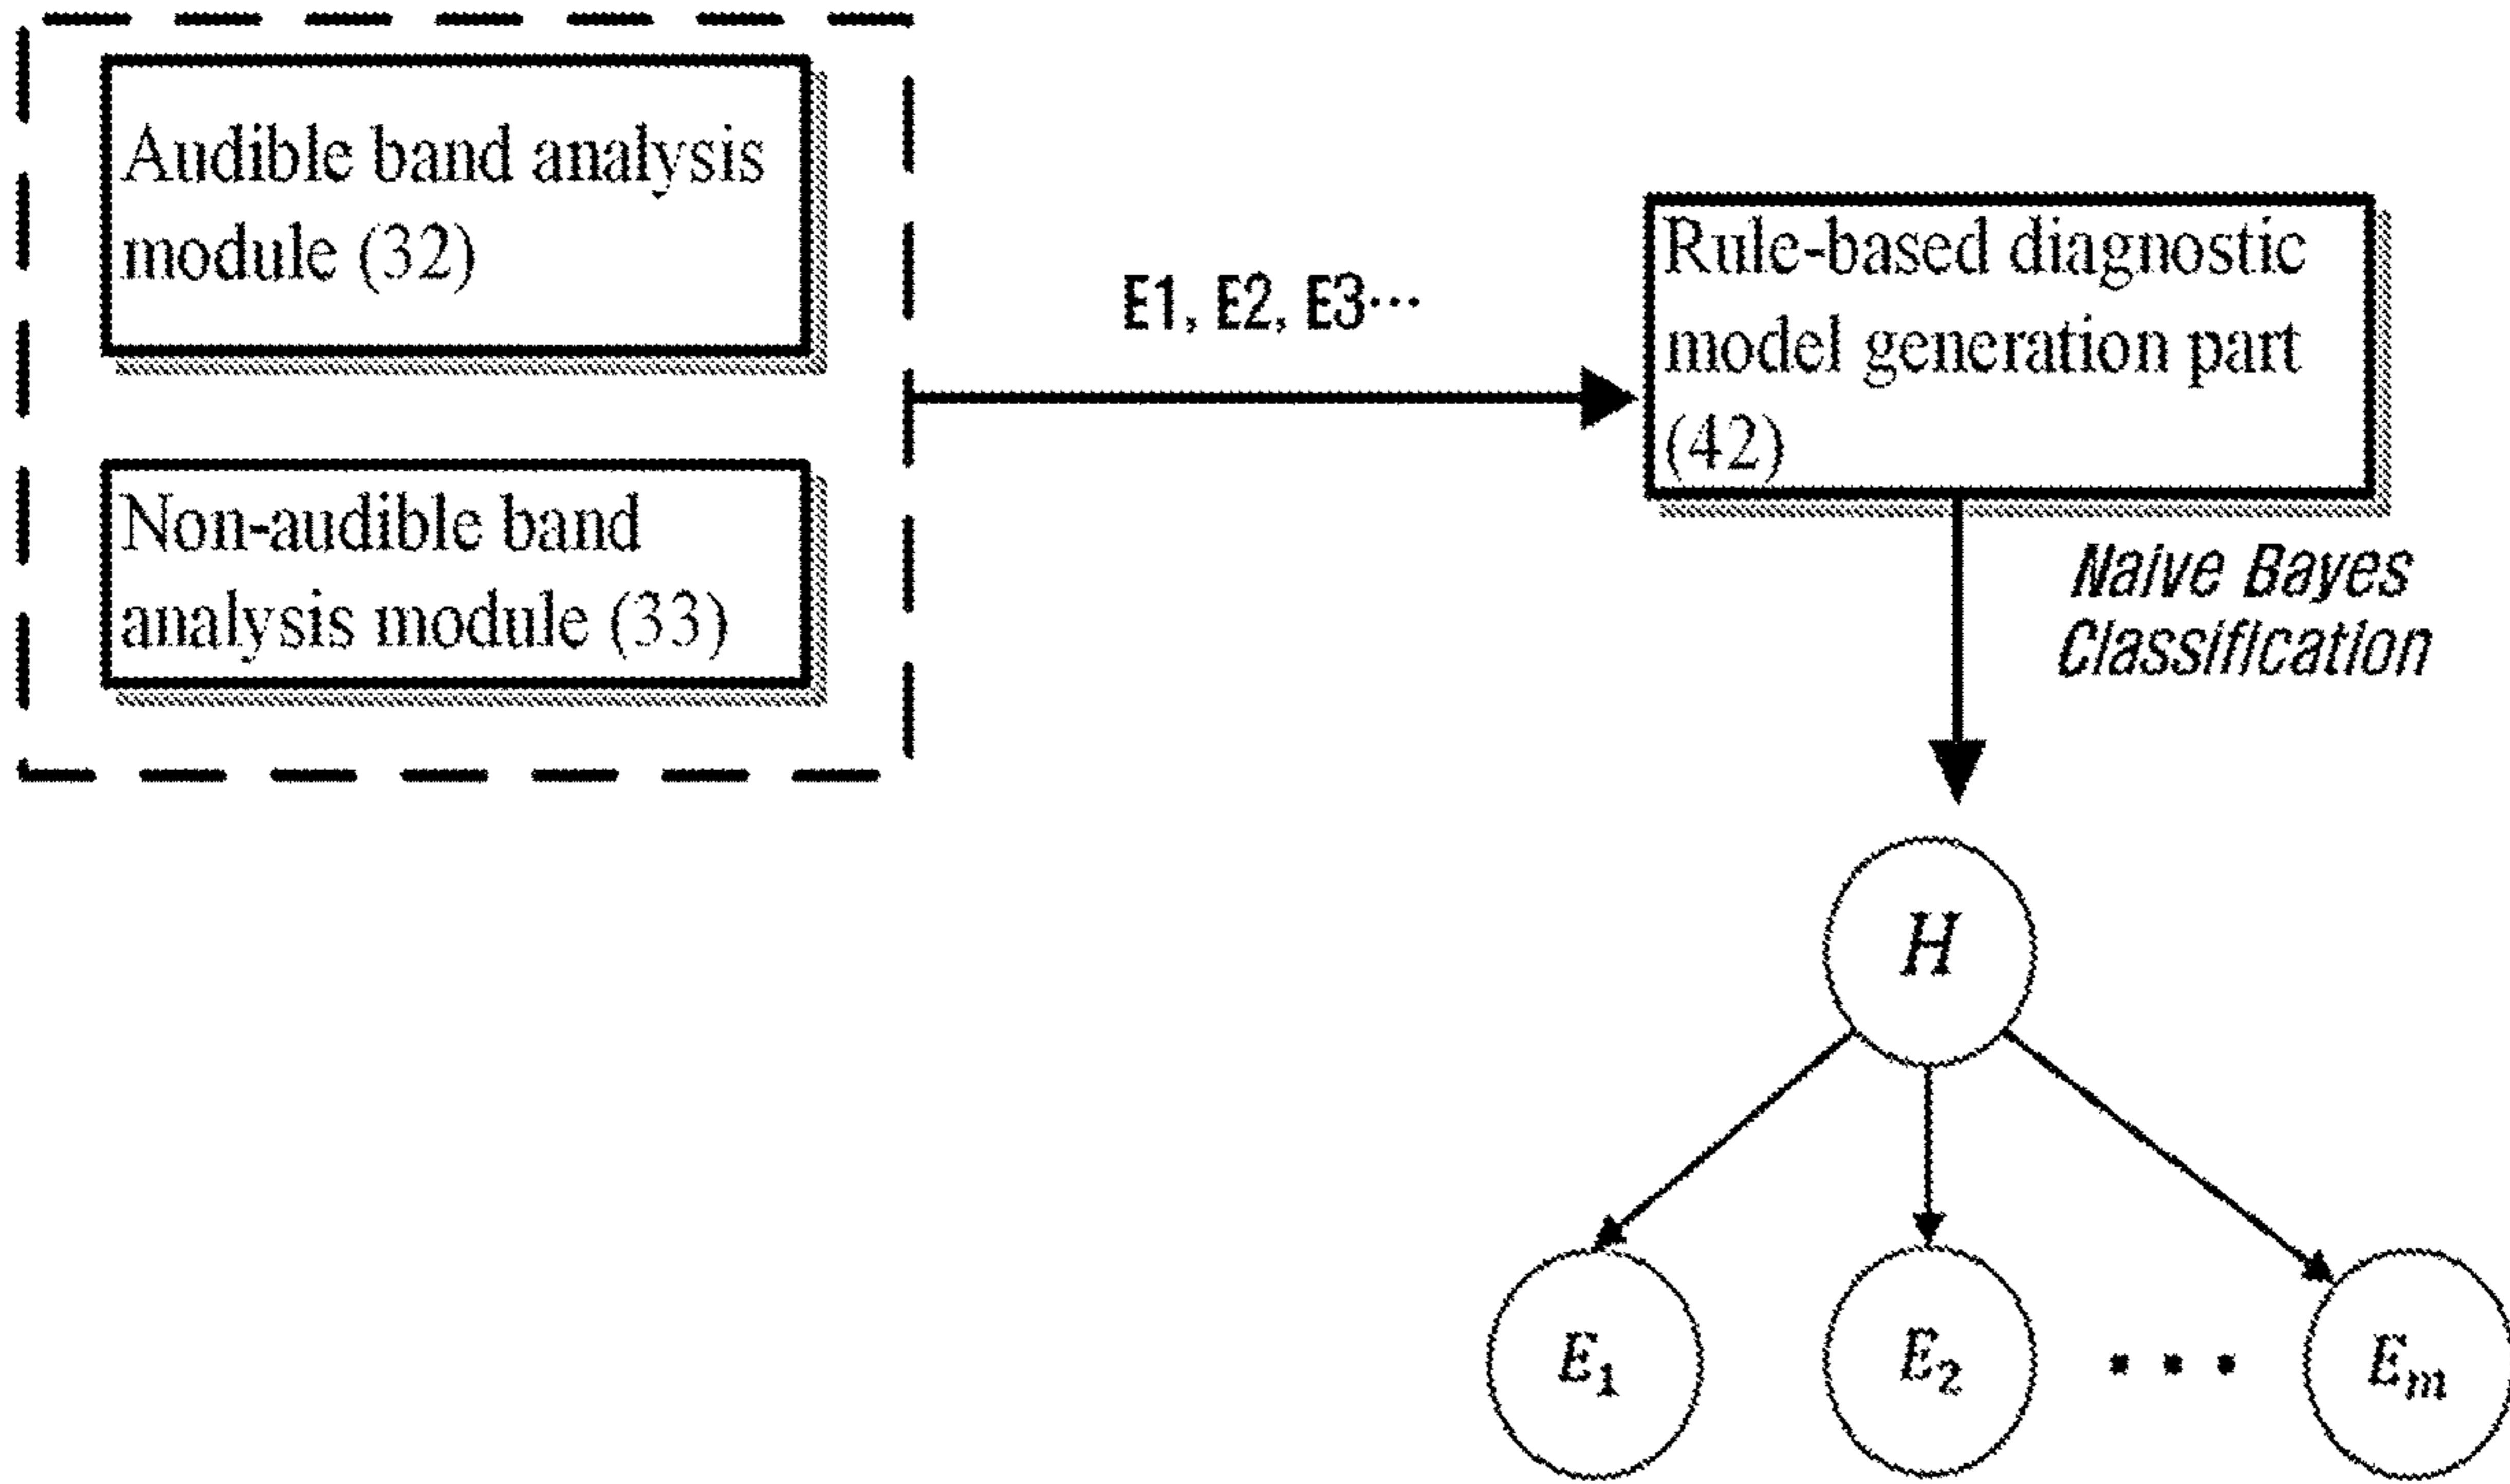 Audible band analysis
module (32)
Non-audible band
analysis module (33)
E1, E2, E3···
Rule-based diagnostic
model generation part
(42)
Naive Bayes
Classification
H
E₁
E₂
• • •
Eₘ